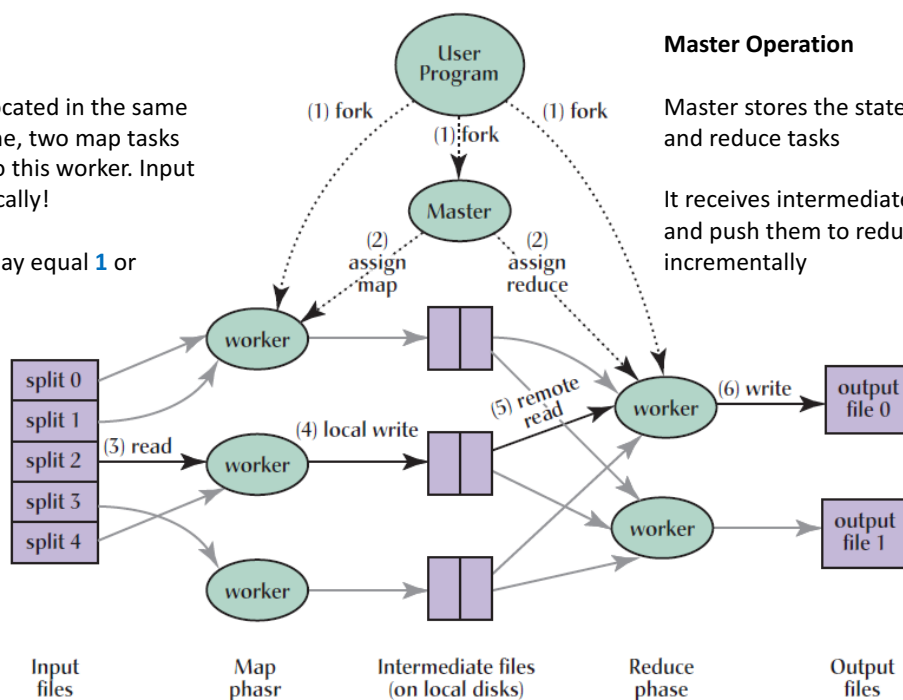 Master Operation
ocated in the same
ne, two map tasks
o this worker. Input
cally!
ay equal 1 or
Master stores the state
and reduce tasks
It receives intermediate
and push them to redu
incrementally
User
Program
(1) fork
(1) fork
(1) fork
Master
(2)
assign
map
(2)
assign
reduce
split 0
split 1
split 2
split 3
split 4
(3) read
worker
worker
worker
(4) local write
(5) remote
read
worker
worker
(6) write
output
file 0
output
file 1
Input
files
Map
phasr
Intermediate files
(on local disks)
Reduce
phase
Output
files